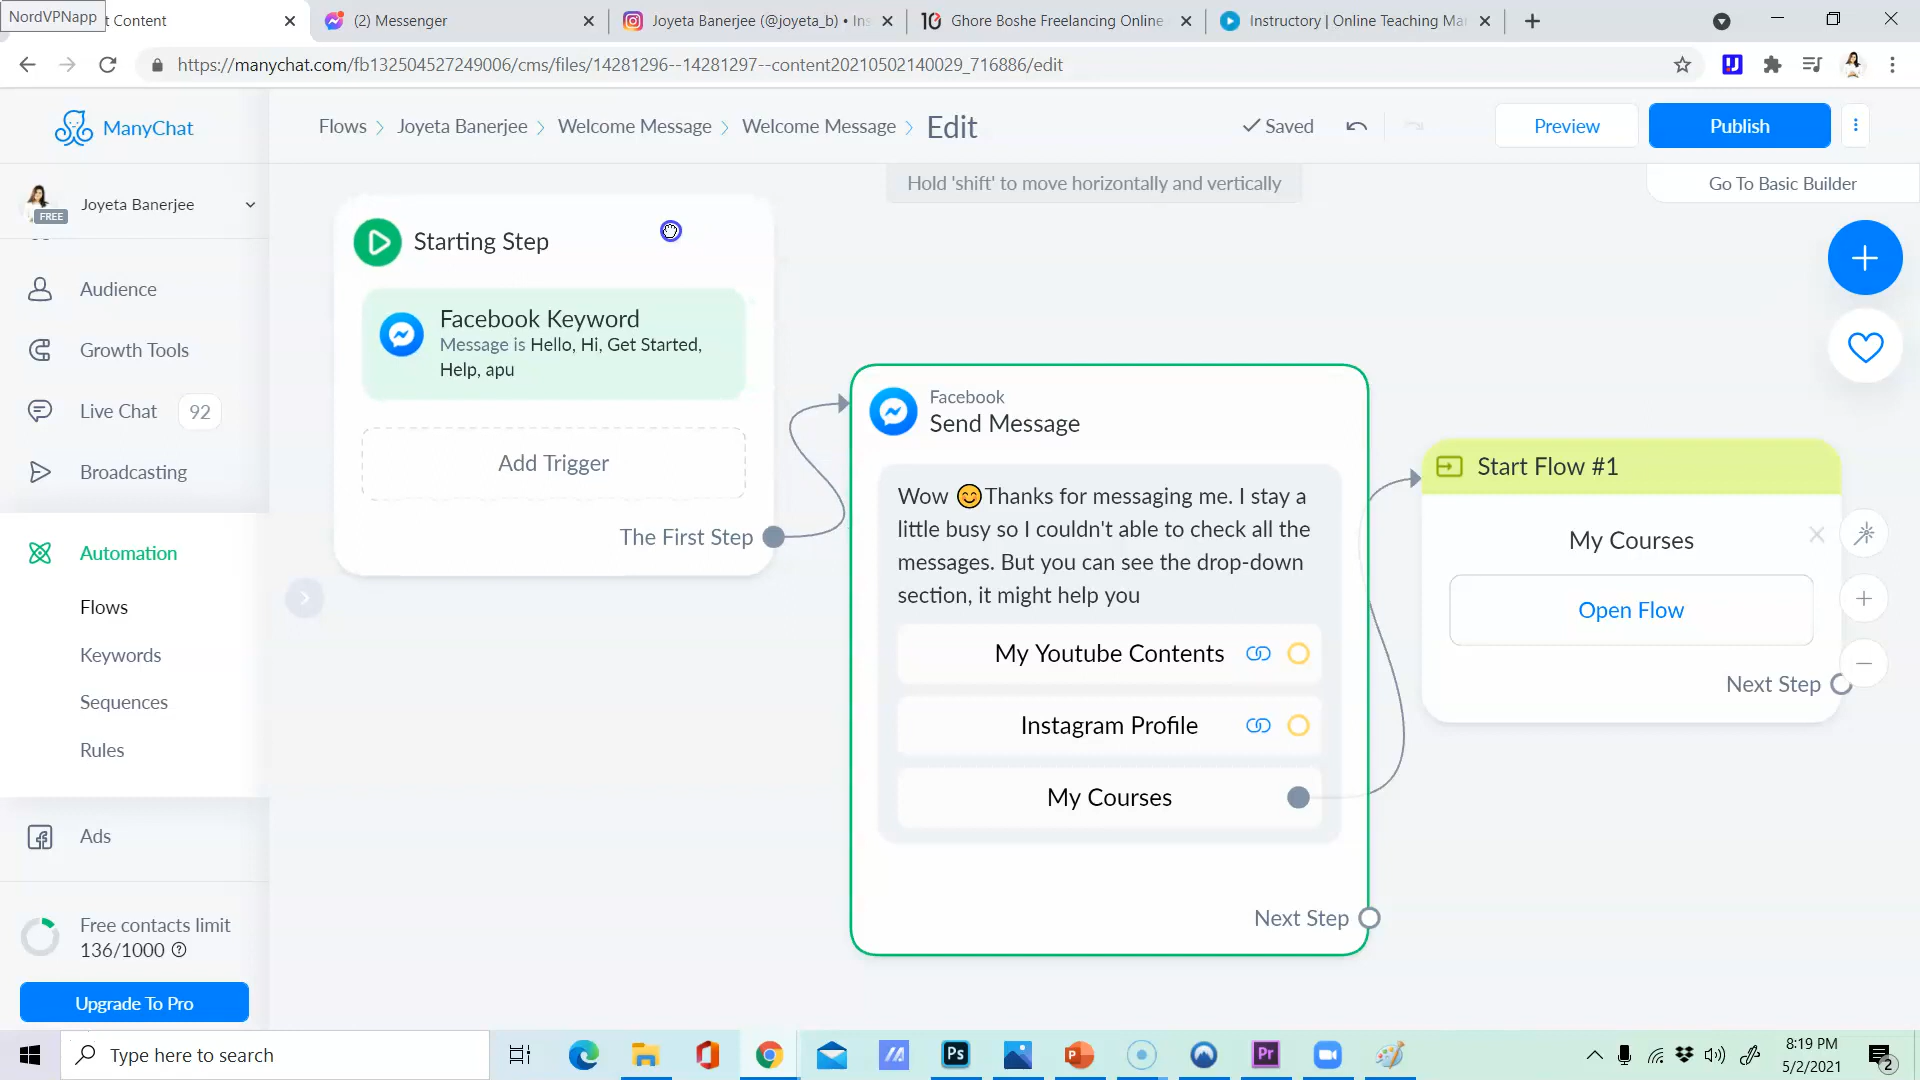 NordVPNapp
t Content
(2) Messenger
Joyeta Banerjee (@joyeta_b) • Ins
Ghore Boshe Freelancing Online
Instructory | Online Teaching Ma
https://manychat.com/fb132504527249006/cms/files/14281296--14281297--content20210502140029_716886/edit
ManyChat
Flows
Joyeta Banerjee
Welcome Message
Welcome Message
Edit
Saved
Preview
Publish
Hold 'shift' to move horizontally and vertically
Go To Basic Builder
FREE
Joyeta Banerjee
Audience
Growth Tools
Live Chat
92
Broadcasting
Automation
Flows
Keywords
Sequences
Rules
Ads
Free contacts limit
136/1000
Upgrade To Pro
Starting Step
Facebook Keyword
Message is Hello, Hi, Get Started,
Help, apu
Add Trigger
The First Step
Facebook
Send Message
Wow 😊Thanks for messaging me. I stay a
little busy so I couldn't able to check all the
messages. But you can see the drop-down
section, it might help you
My Youtube Contents
Instagram Profile
My Courses
Next Step
Start Flow #1
My Courses
Open Flow
Next Step
Type here to search
Ps
Pr
8:19 PM
5/2/2021
2